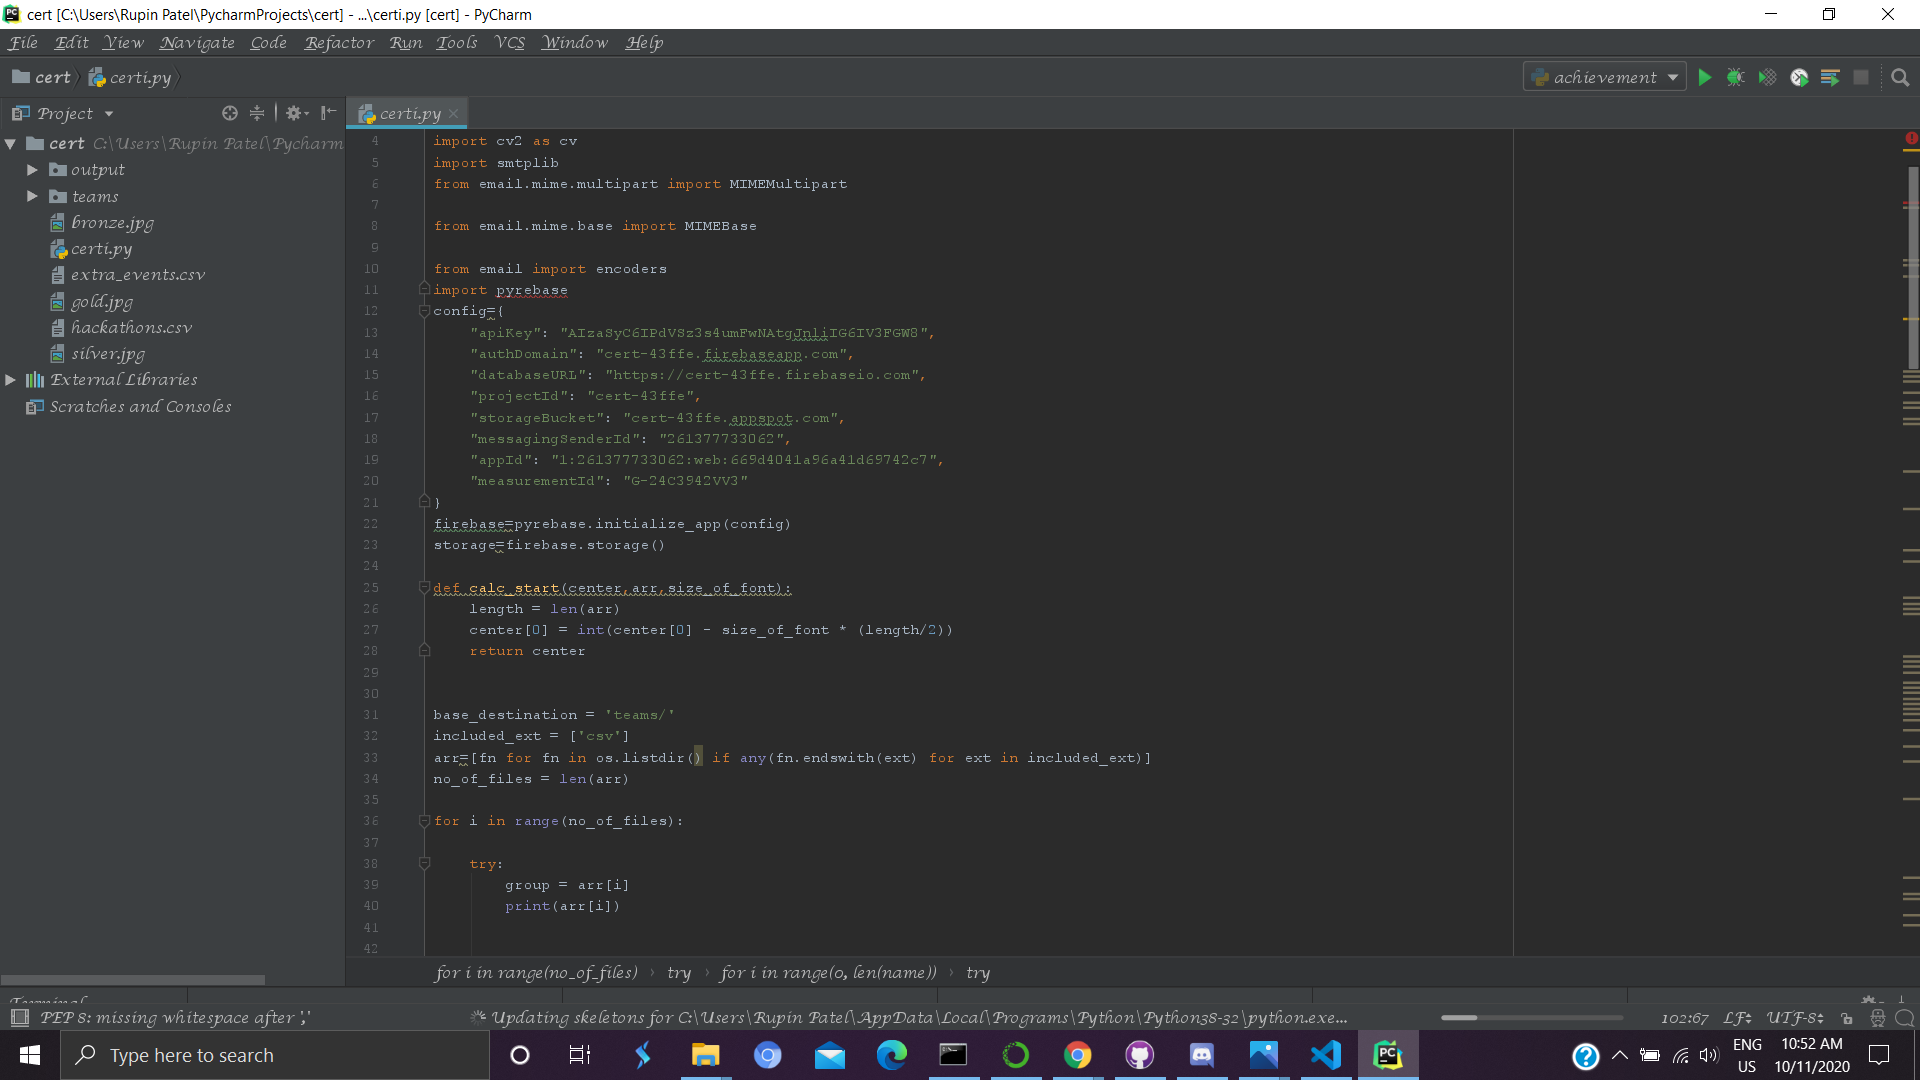 cert [C:\Users\Rupin Patel\PycharmProjects\cert] - ...\certi.py [cert] - PyCharm
File Edit View Navigate Code Refactor Run Tools VCS Window Help
cert certi.py achievement
Project certi.py
cert C:\Users\Rupin Patel\Pycharm
output
teams
bronze.jpg
certi.py
extra_events.csv
gold.jpg
hackathons.csv
silver.jpg
External Libraries
Scratches and Consoles
4 import cv2 as cv
5 import smtplib
6 from email.mime.multipart import MIMEMultipart
7
8 from email.mime.base import MIMEBase
9
10 from email import encoders
11 import pyrebase
12 config={
13 "apiKey": "AIzaSyC6IPdVSz3s4umFwNAtgJnliIG6IV3FGW8",
14 "authDomain": "cert-43ffe.firebaseapp.com",
15 "databaseURL": "https://cert-43ffe.firebaseio.com",
16 "projectId": "cert-43ffe",
17 "storageBucket": "cert-43ffe.appspot.com",
18 "messagingSenderId": "261377733062",
19 "appId": "1:261377733062:web:669d4041a96a41d69742c7",
20 "measurementId": "G-24C3942VV3"
21 }
22 firebase=pyrebase.initialize_app(config)
23 storage=firebase.storage()
24
25 def calc_start(center,arr,size_of_font):
26 length = len(arr)
27 center[0] = int(center[0] - size_of_font * (length/2))
28 return center
29
30
31 base_destination = 'teams/'
32 included_ext = ['csv']
33 arr=[fn for fn in os.listdir() if any(fn.endswith(ext) for ext in included_ext)]
34 no_of_files = len(arr)
35
36 for i in range(no_of_files):
37
38 try:
39 group = arr[i]
40 print(arr[i])
41
42
for i in range(no_of_files) › try › for i in range(0, len(name)) › try
Terminal
PEP 8: missing whitespace after ',' Updating skeletons for C:\Users\Rupin Patel\AppData\Local\Programs\Python\Python38-32\python.exe... 102:67 LF UTF-8
Type here to search
ENG
US
10:52 AM
10/11/2020